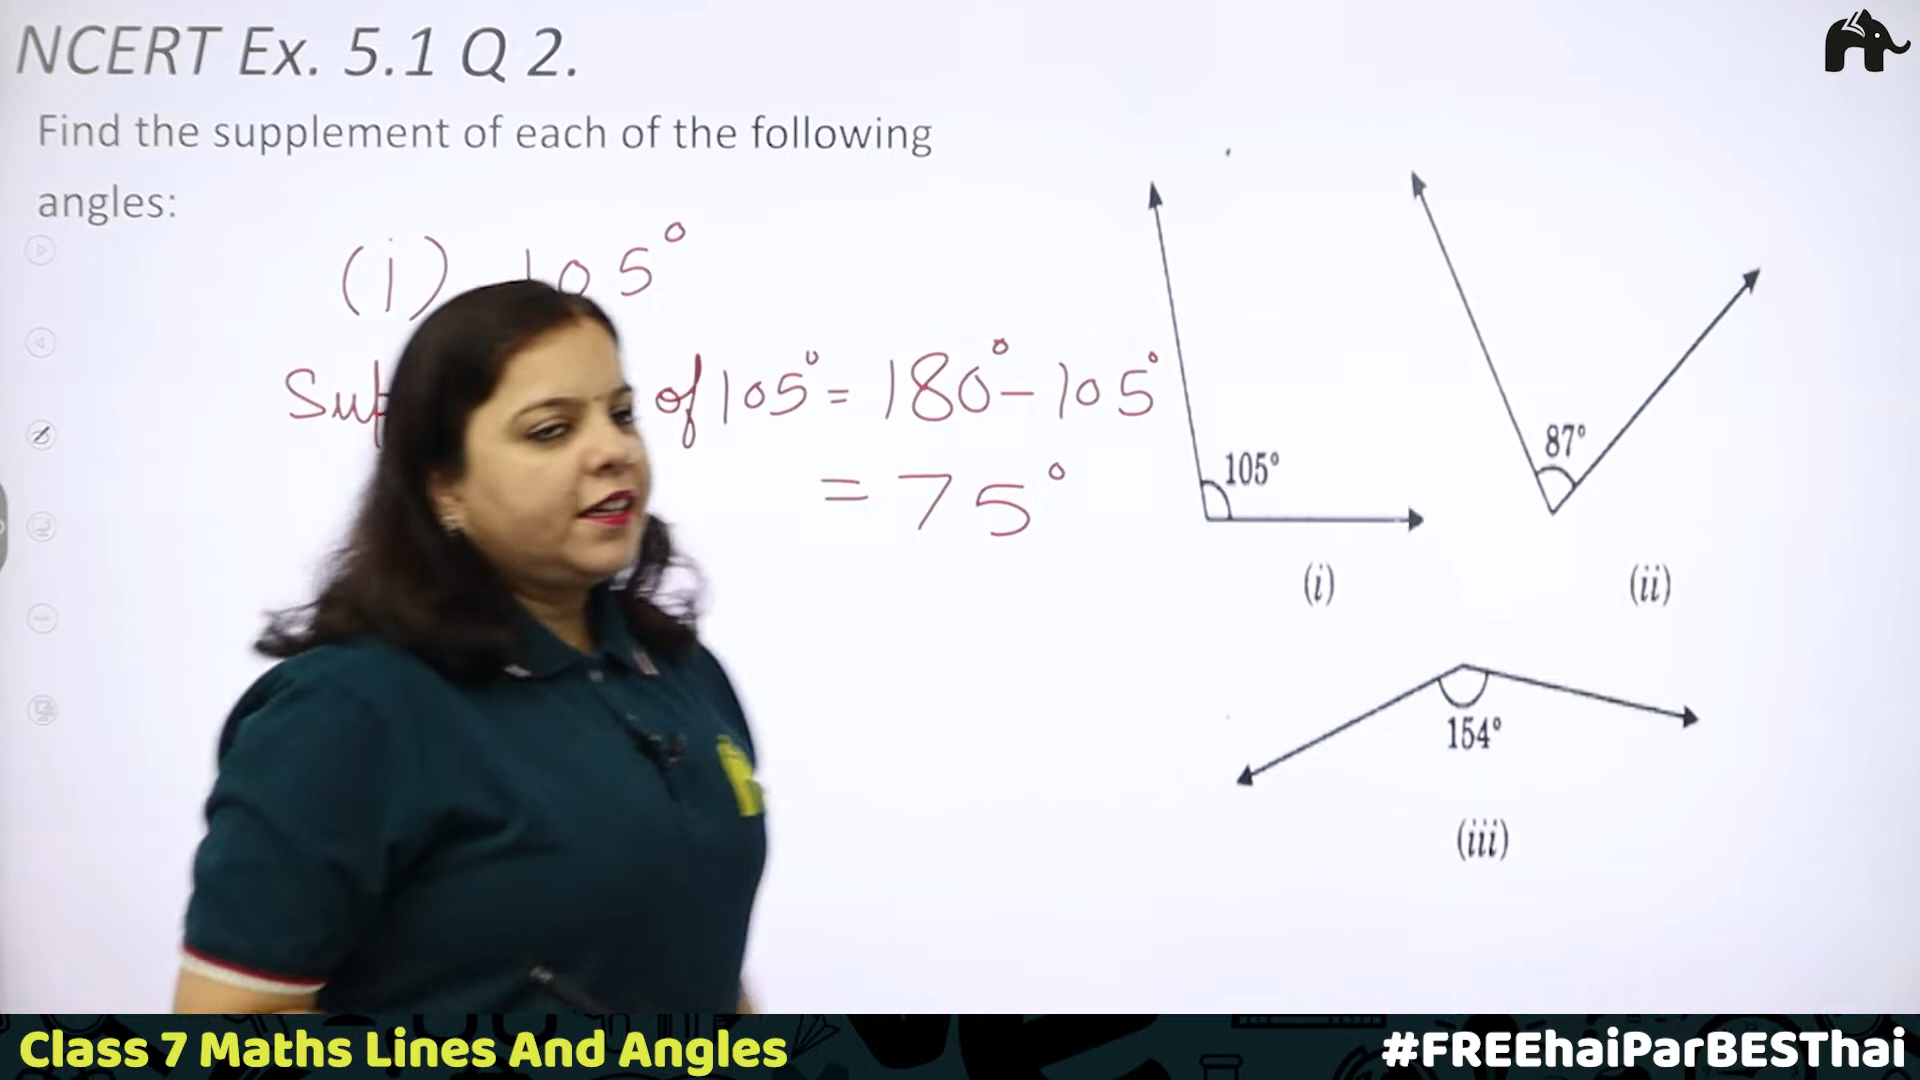 NCERT Ex. 5.1 Q 2.
Find the supplement of each of the following
angles:
(i) 105°
of 105° = 180° - 105°
= 75°
105°
(i)
87°
(ii)
154°
(iii)
Class 7 Maths Lines And Angles
#FREEhaiParBESThai